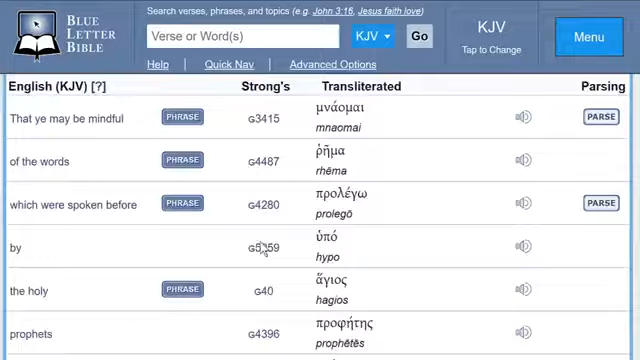 BLUE
LETTER
BIBLE
Search verses, phrases, and topics (e.g. John 3:16, Jesus faith love)
Verse or Word(s)
KJV
Go
KJV
Tap to Change
Menu
Help | Quick Nav | Advanced Options
English (KJV) [?] Strong's Transliterated Parsing
That ye may be mindful PHRASE G3415 μνάομαι PARSE
mnaomai
of the words PHRASE G4487 ῥῆμα
rhēma
which were spoken before PHRASE G4280 προλέγω PARSE
prolegō
by ὑπό
hypo
the holy PHRASE G40 ἅγιος
hagios
prophets G4396 προφήτης
prophētēs